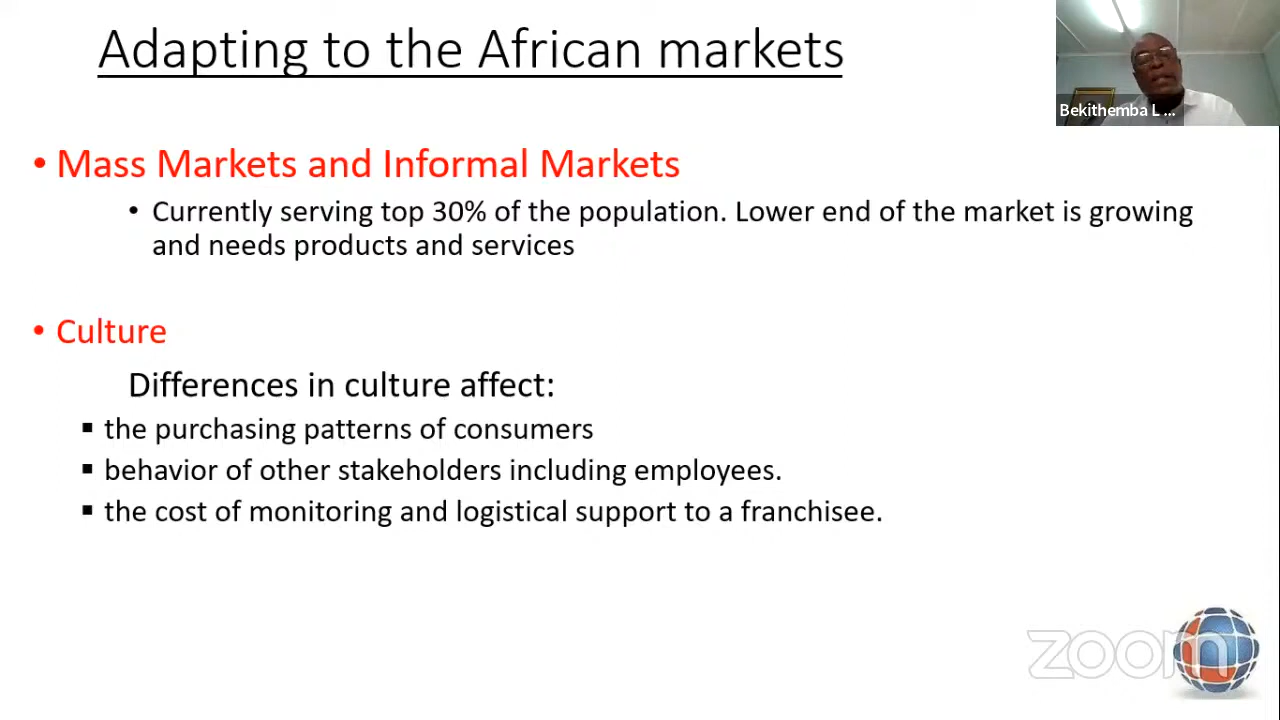 Adapting to the African markets
Bekithemba L ...
• Mass Markets and Informal Markets
• Currently serving top 30% of the population. Lower end of the market is growing
and needs products and services
• Culture
Differences in culture affect:
▪ the purchasing patterns of consumers
▪ behavior of other stakeholders including employees.
▪ the cost of monitoring and logistical support to a franchisee.
zoom